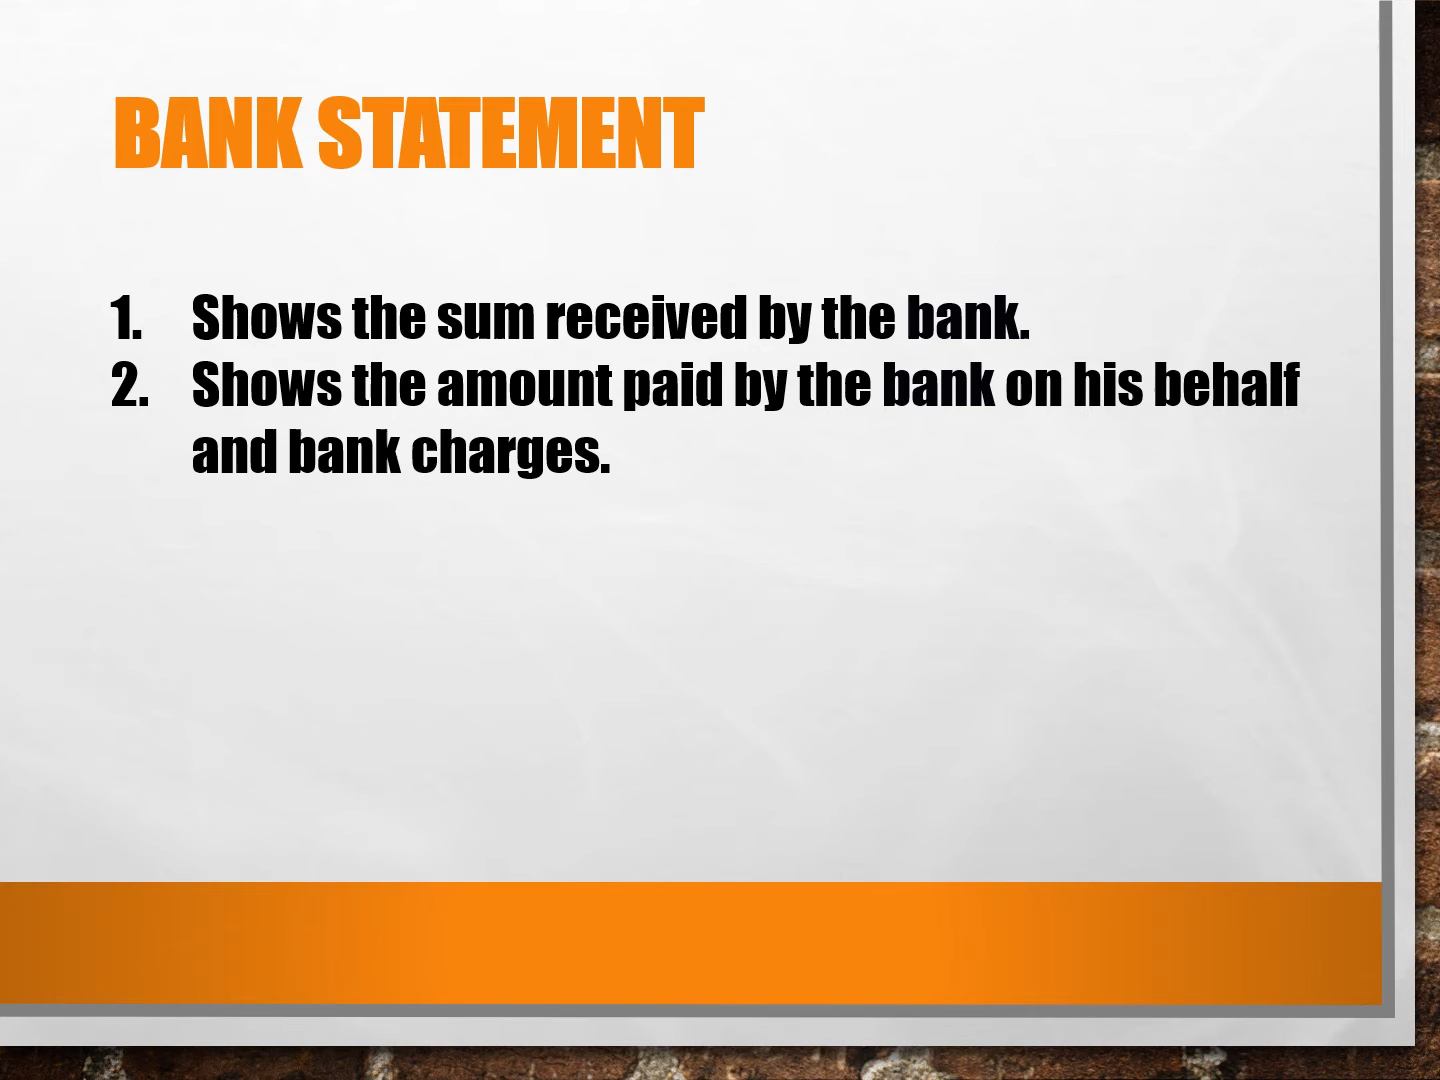 BANK STATEMENT
1. Shows the sum received by the bank.
2. Shows the amount paid by the bank on his behalf
and bank charges.